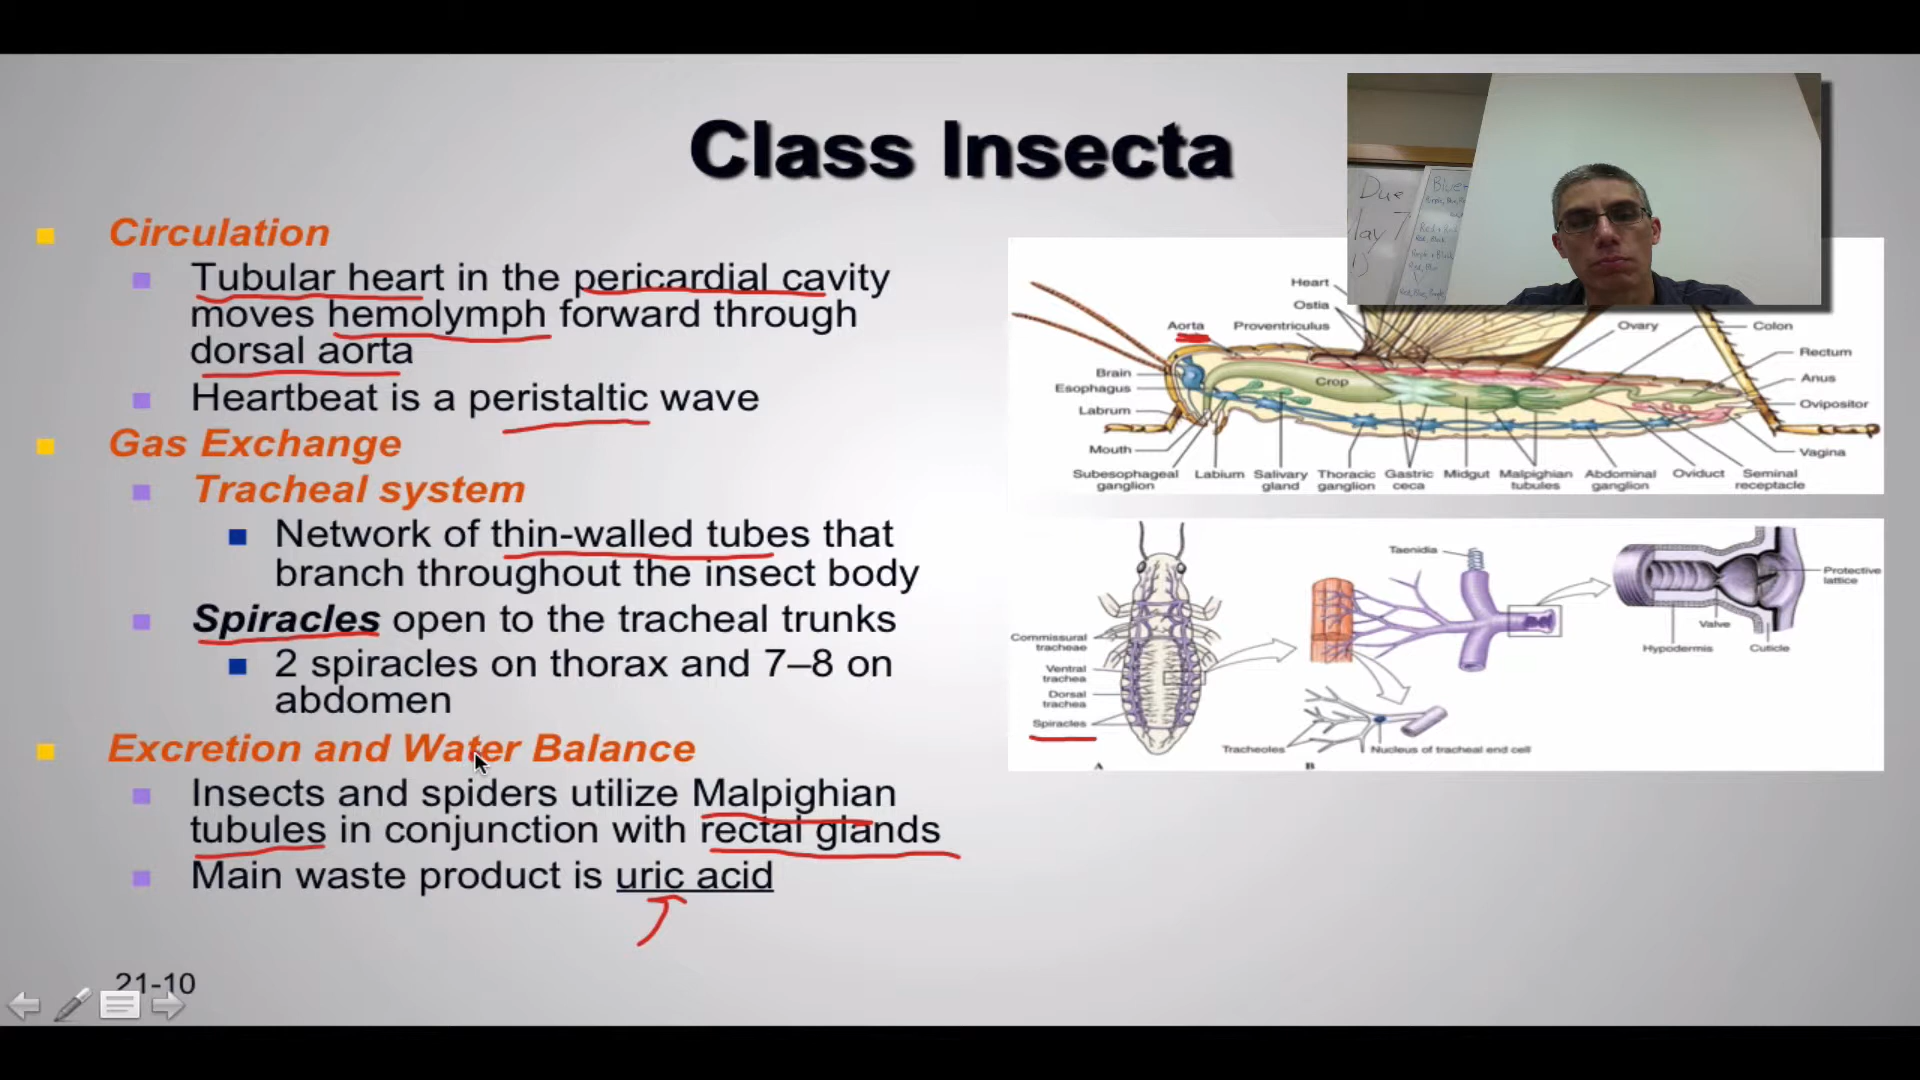 Class Insecta
Circulation
Tubular heart in the pericardial cavity
moves hemolymph forward through
dorsal aorta
Heartbeat is a peristaltic wave
Gas Exchange
Tracheal system
Network of thin-walled tubes that
branch throughout the insect body
Spiracles open to the tracheal trunks
2 spiracles on thorax and 7–8 on
abdomen
Excretion and Water Balance
Insects and spiders utilize Malpighian
tubules in conjunction with rectal glands
Main waste product is uric acid
21-10
Due
May 7
Blue
Heart
Ostia
Aorta
Proventriculus
Ovary
Colon
Rectum
Brain
Esophagus
Crop
Anus
Labrum
Ovipositor
Mouth
Vagina
Subesophageal
ganglion
Labium
Salivary
gland
Thoracic
ganglion
Gastric
ceca
Midgut
Malpighian
tubules
Abdominal
ganglion
Oviduct
Seminal
receptacle
Taenidia
Protective
lattice
Valve
Hypodermis
Cuticle
Commissural
tracheae
Ventral
trachea
Dorsal
trachea
Spiracles
Tracheoles
Nucleus of tracheal end cell
A
B